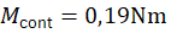 M_cont = 0,19Nm